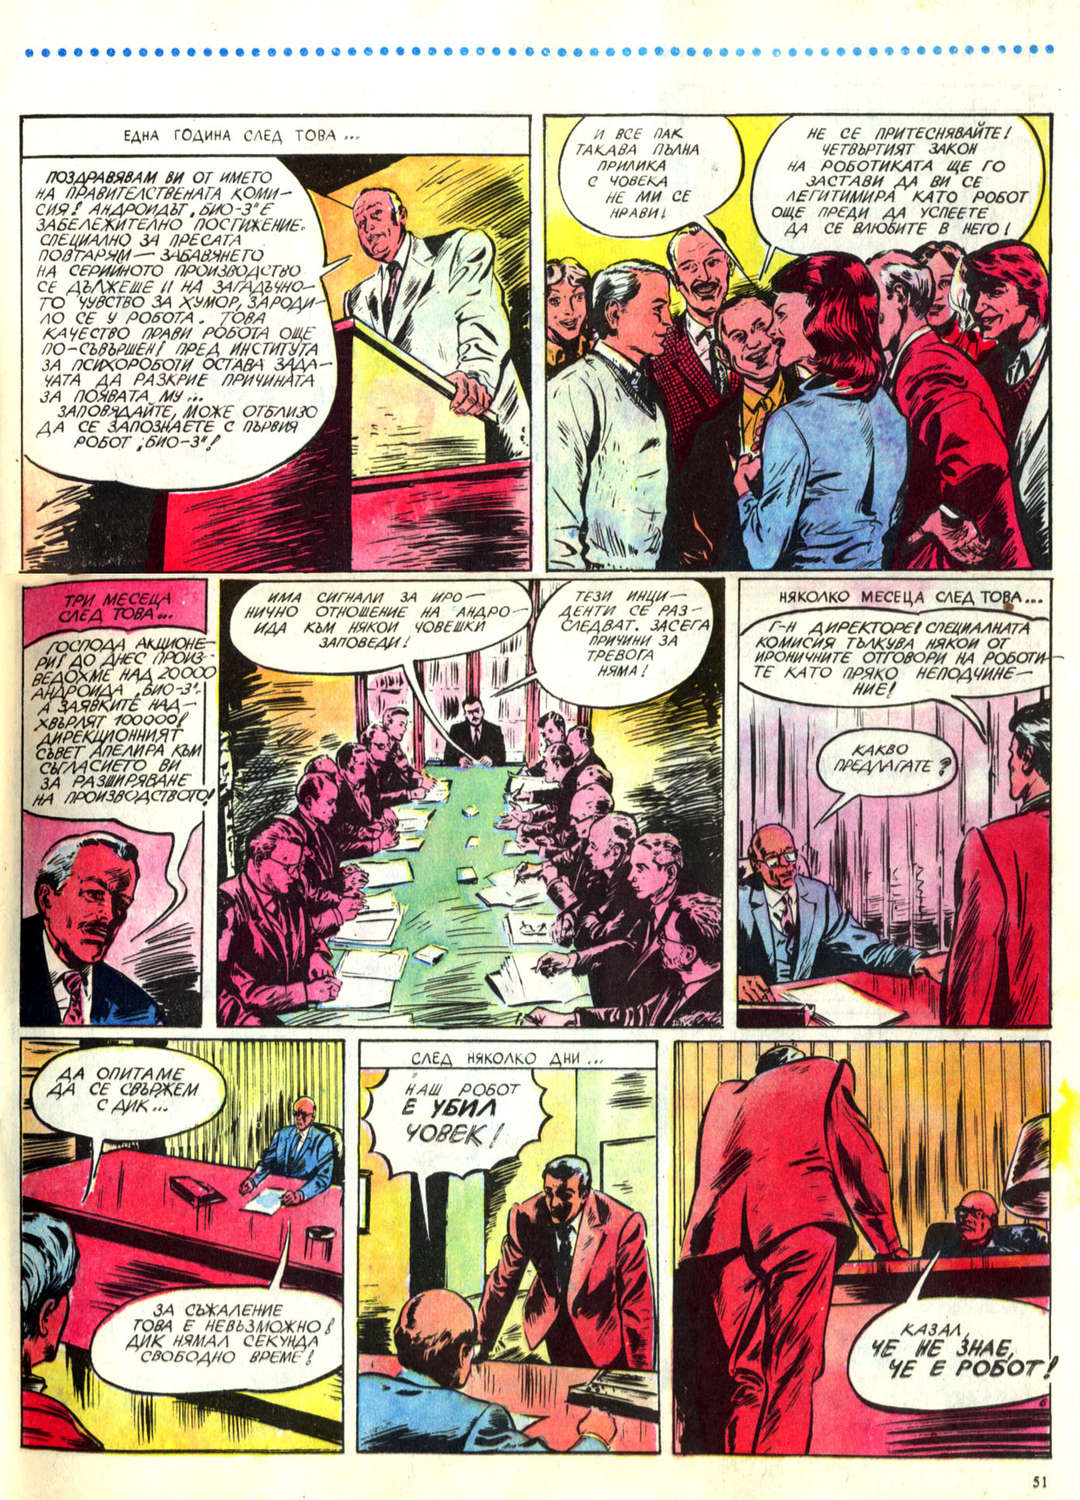 ЕДНА ГОДИНА СЛЕД ТОВА...
ПОЗДРАВЯВАМ ВИ ОТ ИМЕТО
НА ПРАВИТЕЛСТВЕНАТА КОМИ–
СИЯ! АНДРОИДЪТ „БИО-3" Е
ЗАБЕЛЕЖИТЕЛНО ПОСТИЖЕНИЕ.
СПЕЦИАЛНО ЗА ПРЕСАТА
ПОВТАРЯМ – ЗАБАВЯНЕТО
НА СЕРИЙНОТО ПРОИЗВОДСТВО
СЕ ДЪЛЖЕШЕ И НА ЗАГАДЪЧНО–
ТО ЧУВСТВО ЗА ХУМОР, ЗАРОДИ–
ЛО СЕ У РОБОТА. ТОВА
КАЧЕСТВО ПРАВИ РОБОТА ОЩЕ
ПО-СЪВЪРШЕН! ПРЕД ИНСТИТУТА
ЗА ПСИХОРОБОТИ ОСТАВА ЗАДА–
ЧАТА ДА РАЗКРИЕ ПРИЧИНАТА
ЗА ПОЯВАТА МУ...
ЗАПОВЯДАЙТЕ, МОЖЕ ОТБЛИЗО
ДА СЕ ЗАПОЗНАЕТЕ С ПЪРВИЯ
РОБОТ „БИО-3"!
И ВСЕ ПАК
ТАКАВА ПЪЛНА
ПРИЛИКА
С ЧОВЕКА
НЕ МИ СЕ
НРАВИ!
НЕ СЕ ПРИТЕСНЯВАЙТЕ!
ЧЕТВЪРТИЯТ ЗАКОН
НА РОБОТИКАТА ЩЕ ГО
ЗАСТАВИ ДА ВИ СЕ
ЛЕГИТИМИРА КАТО РОБОТ
ОЩЕ ПРЕДИ ДА УСПЕЕТЕ
ДА СЕ ВЛЮБИТЕ В НЕГО!
ТРИ МЕСЕЦА
СЛЕД ТОВА...
ГОСПОДА АКЦИОНЕ–
РИ! ДО ДНЕС ПРОИЗ–
ВЕДОХМЕ НАД 20000
АНДРОИДА „БИО-3".
А ЗАЯВКИТЕ НАД–
ХВЪРЛЯТ 100000!
ДИРЕКЦИОННИЯТ
СЪВЕТ АПЕЛИРА КЪМ
СЪГЛАСИЕТО ВИ
ЗА РАЗШИРЯВАНЕ
НА ПРОИЗВОДСТВОТО!
ИМА СИГНАЛИ ЗА ИРО–
НИЧНО ОТНОШЕНИЕ НА АНДРО–
ИДА КЪМ НЯКОИ ЧОВЕШКИ
ЗАПОВЕДИ!
ТЕЗИ ИНЦИ–
ДЕНТИ СЕ РАЗ–
СЛЕДВАТ. ЗАСЕГА
ПРИЧИНИ ЗА
ТРЕВОГА
НЯМА!
НЯКОЛКО МЕСЕЦА СЛЕД ТОВА...
Г-Н ДИРЕКТОРЕ! СПЕЦИАЛНАТА
КОМИСИЯ ТЪЛКУВА НЯКОИ ОТ
ИРОНИЧНИТЕ ОТГОВОРИ НА РОБОТИ–
ТЕ КАТО ПРЯКО НЕПОДЧИНЕ–
НИЕ!
КАКВО
ПРЕДЛАГАТЕ?
ДА ОПИТАМЕ
ДА СЕ СВЪРЖЕМ
С ДИК...
ЗА СЪЖАЛЕНИЕ
ТОВА Е НЕВЪЗМОЖНО!
ДИК НЯМАЛ СЕКУНДА
СВОБОДНО ВРЕМЕ!
СЛЕД НЯКОЛКО ДНИ...
НАШ РОБОТ
Е УБИЛ
ЧОВЕК!
КАЗАЛ,
ЧЕ НЕ ЗНАЕ,
ЧЕ Е РОБОТ!
6
51